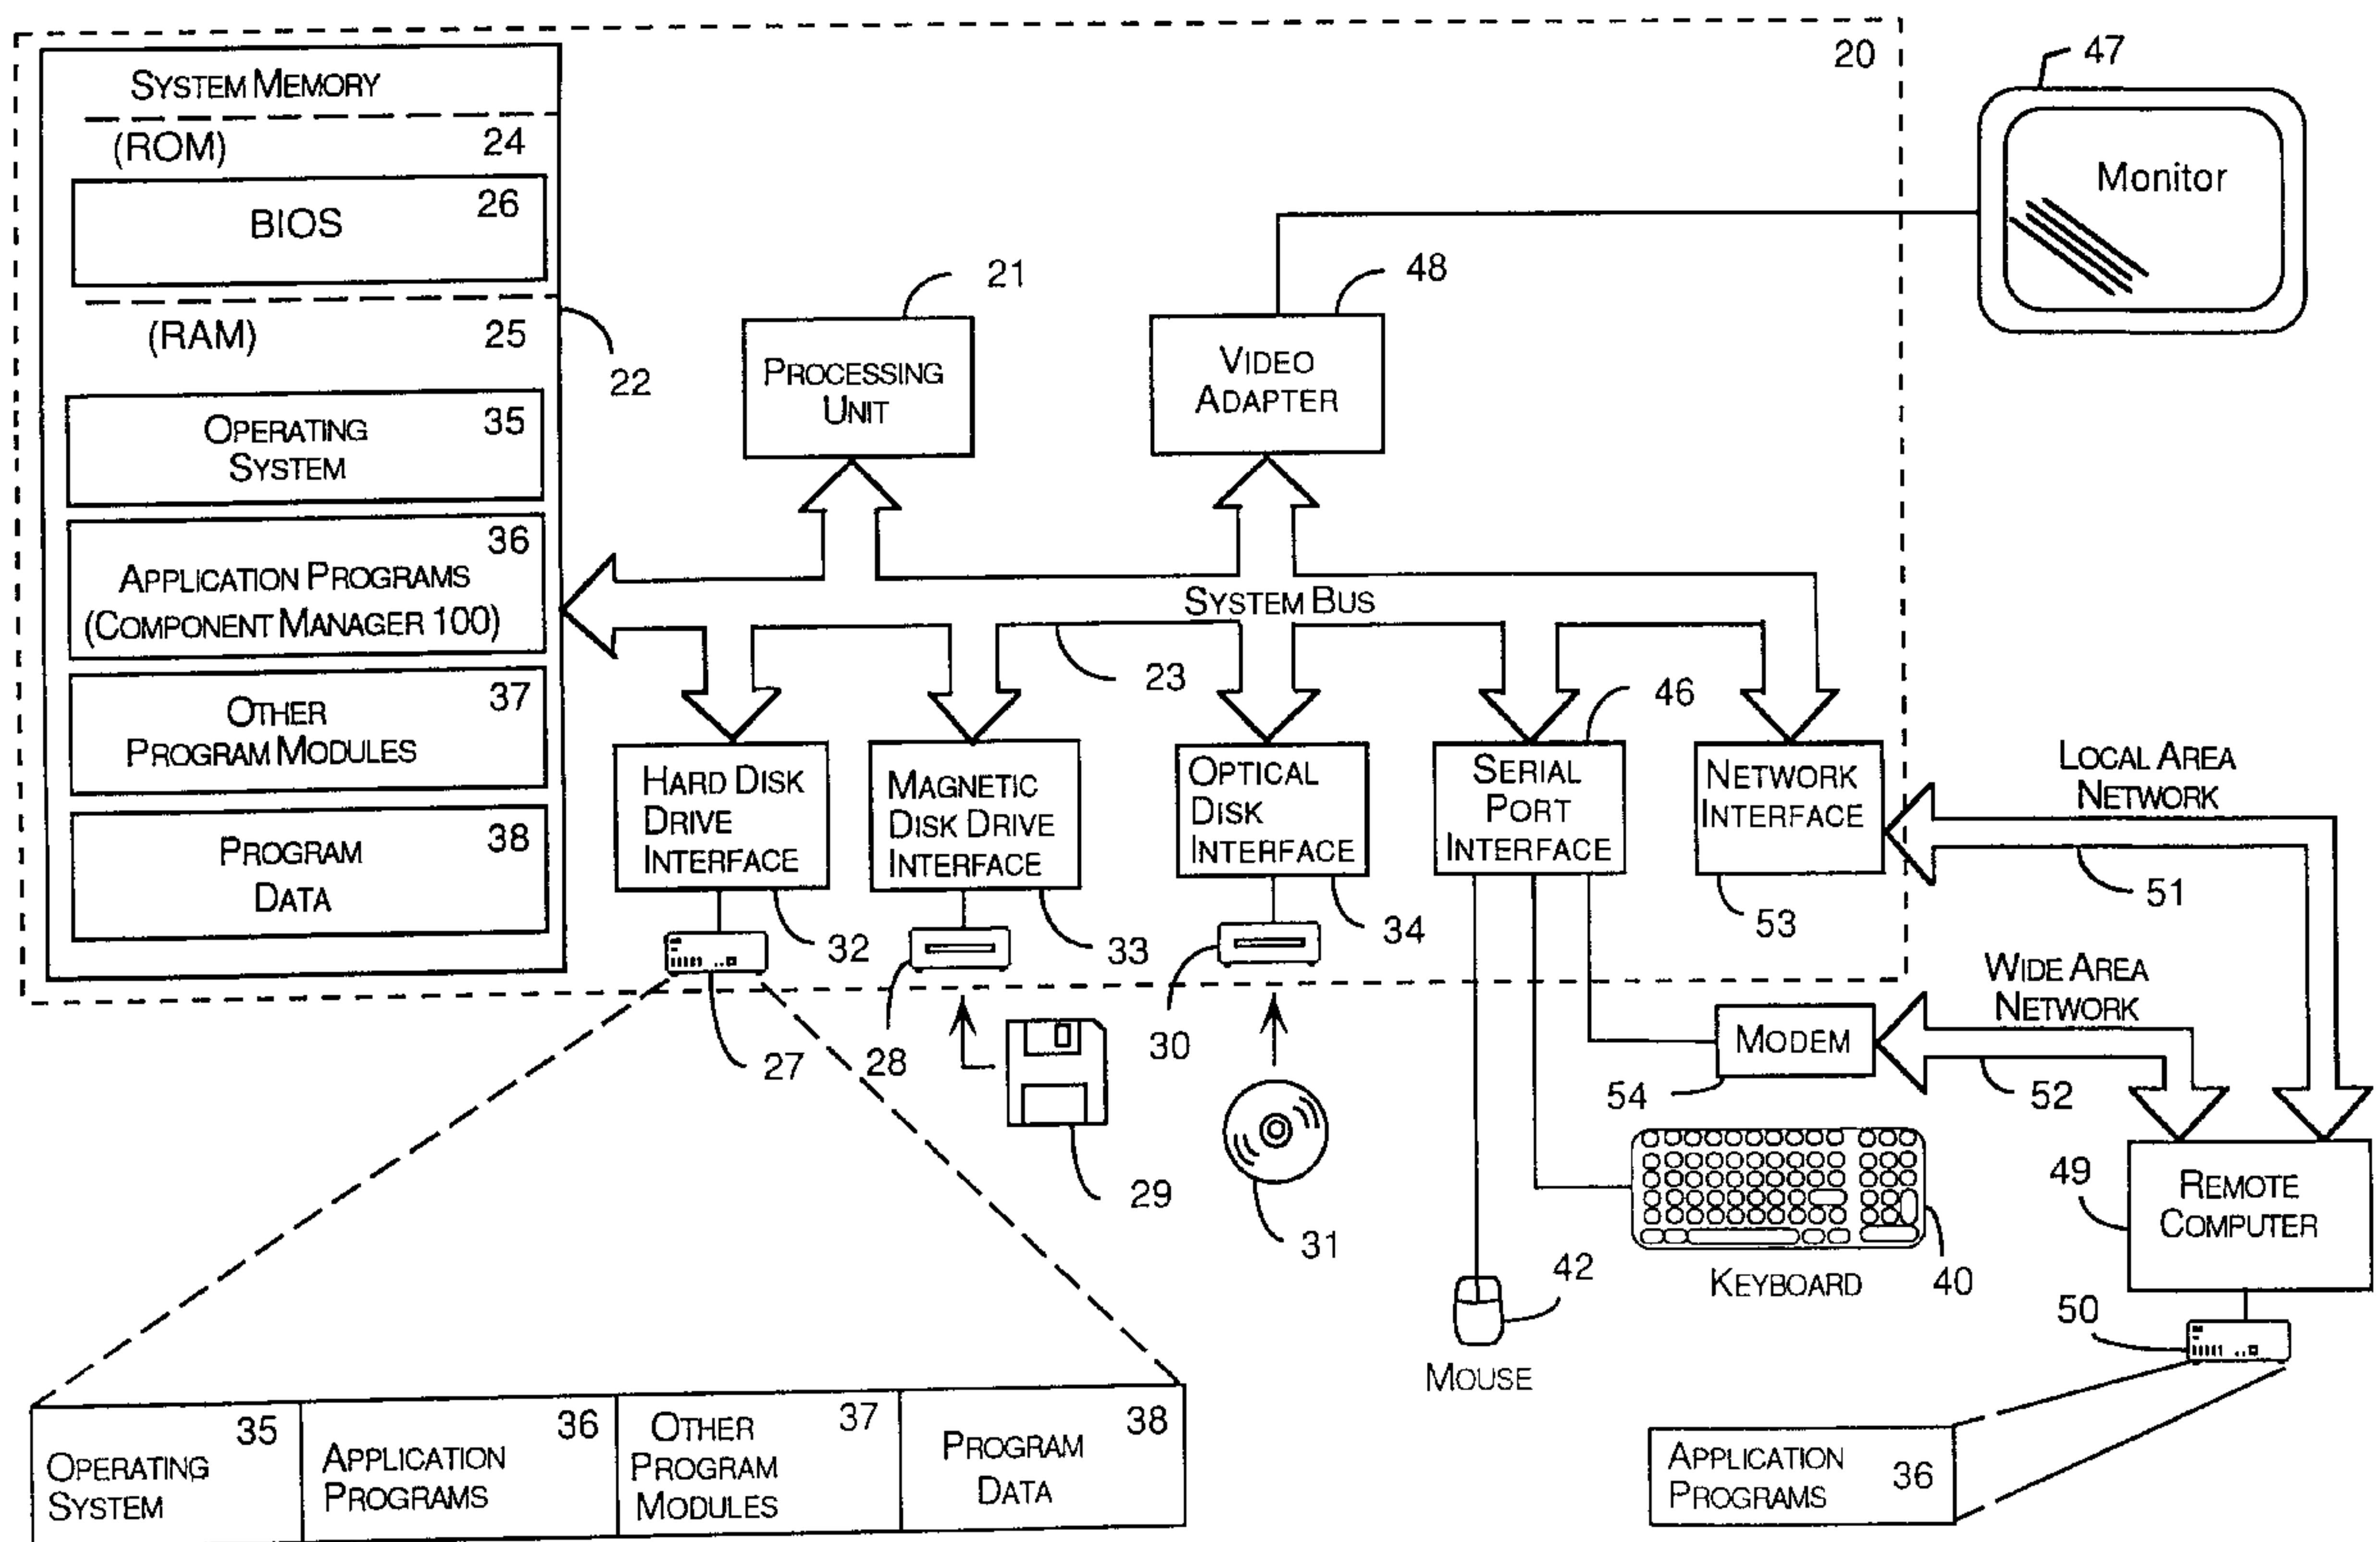 20
47
SYSTEM MEMORY
(ROM) 24
BIOS 26
(RAM) 25
22
OPERATING 35
SYSTEM
36
APPLICATION PROGRAMS
(COMPONENT MANAGER 100)
OTHER 37
PROGRAM MODULES
PROGRAM 38
DATA
21
PROCESSING
UNIT
48
VIDEO
ADAPTER
Monitor
SYSTEM BUS
23
46
HARD DISK
DRIVE
INTERFACE
32
MAGNETIC
DISK DRIVE
INTERFACE
33
OPTICAL
DISK
INTERFACE
34
SERIAL
PORT
INTERFACE
NETWORK
INTERFACE
53
LOCAL AREA
NETWORK
51
WIDE AREA
NETWORK
52
27
28
29
30
31
MODEM
54
KEYBOARD
40
42
MOUSE
49
REMOTE
COMPUTER
50
OPERATING 35
SYSTEM
APPLICATION 36
PROGRAMS
OTHER 37
PROGRAM
MODULES
PROGRAM 38
DATA
APPLICATION
PROGRAMS 36